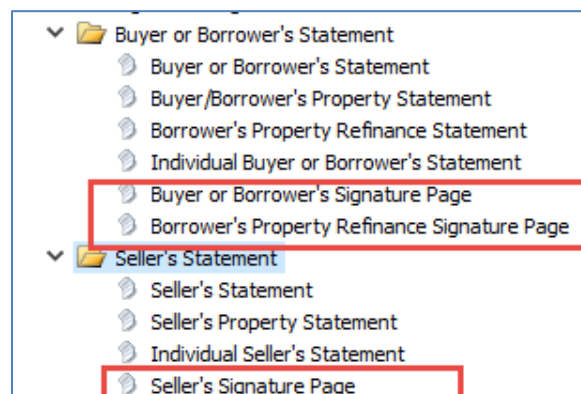 Buyer or Borrower's Statement
Buyer or Borrower's Statement
Buyer/Borrower's Property Statement
Borrower's Property Refinance Statement
Individual Buyer or Borrower's Statement
Buyer or Borrower's Signature Page
Borrower's Property Refinance Signature Page
Seller's Statement
Seller's Statement
Seller's Property Statement
Individual Seller's Statement
Seller's Signature Page